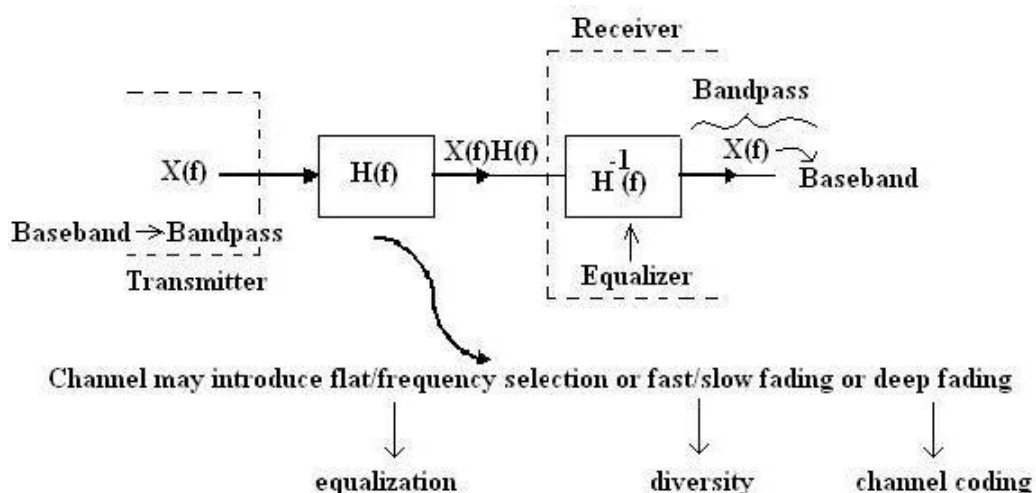 Receiver
Bandpass
X(f)
H(f)
X(f)H(f)
H⁻¹(f)
X(f)
Baseband
Baseband → Bandpass
Transmitter
Equalizer
Channel may introduce flat/frequency selection or fast/slow fading or deep fading
equalization
diversity
channel coding